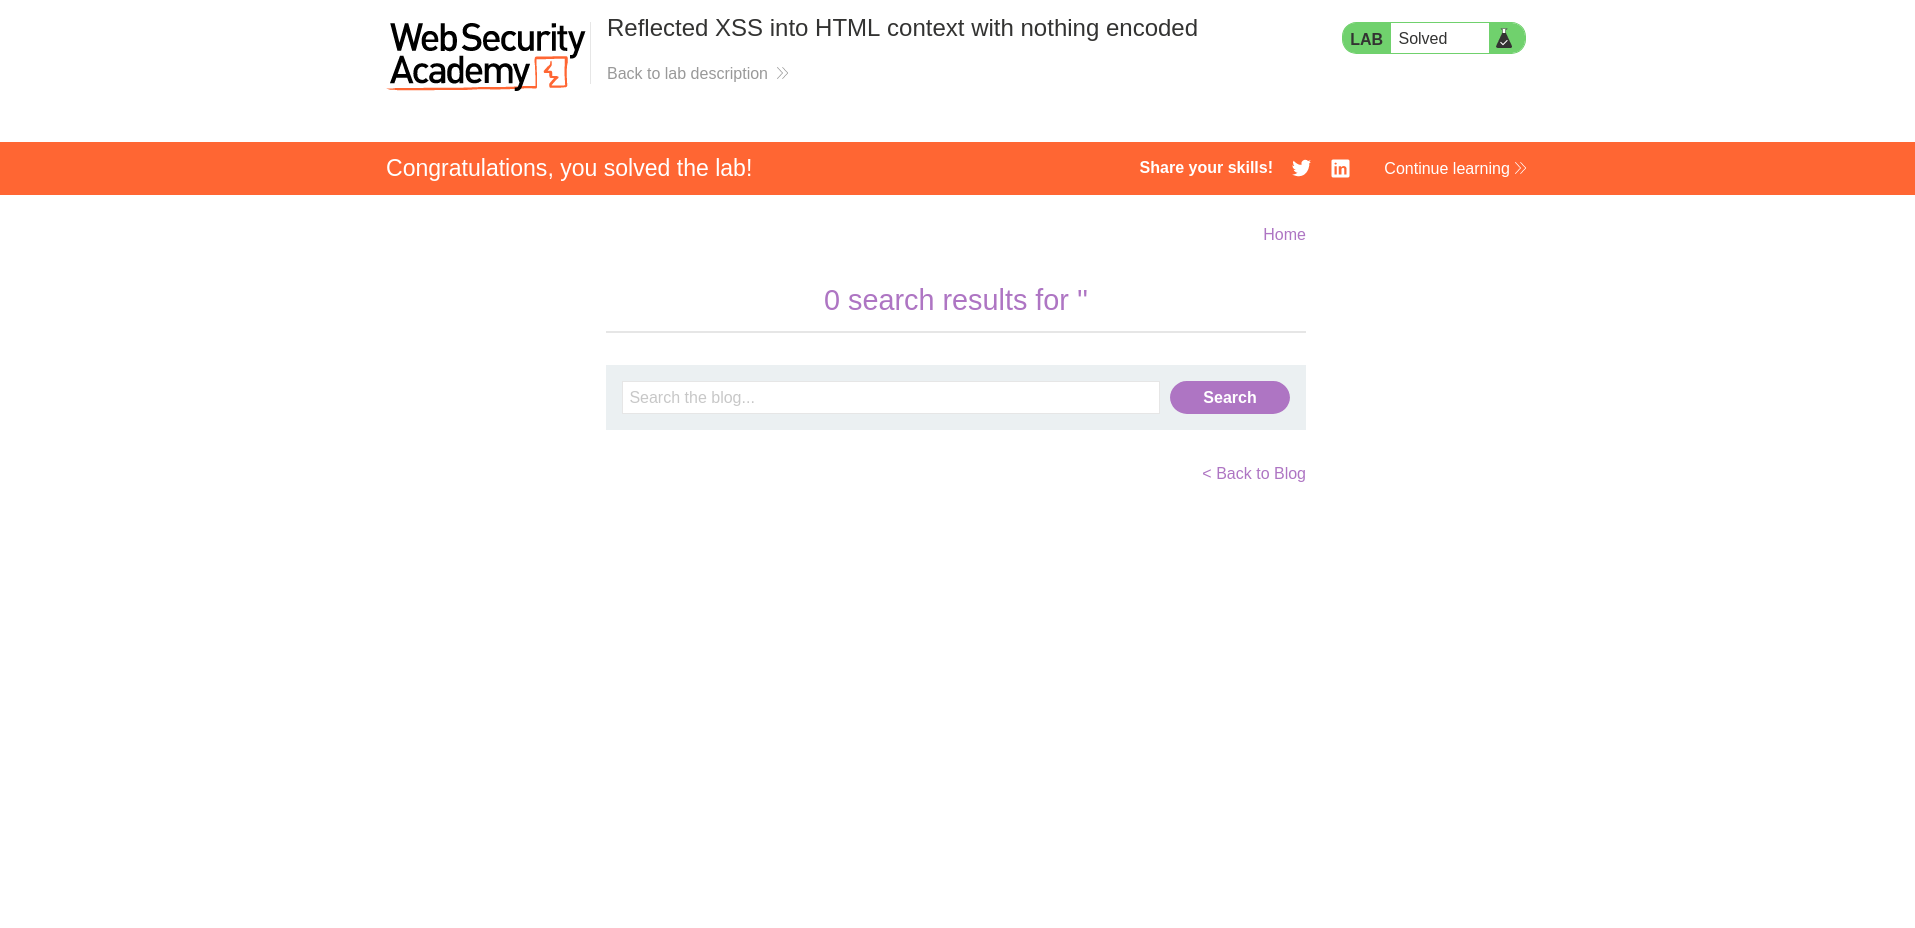 Web Security
Academy
Reflected XSS into HTML context with nothing encoded
Back to lab description
LAB Solved
Congratulations, you solved the lab!
Share your skills!
Continue learning
Home
0 search results for ''
Search the blog...
Search
< Back to Blog